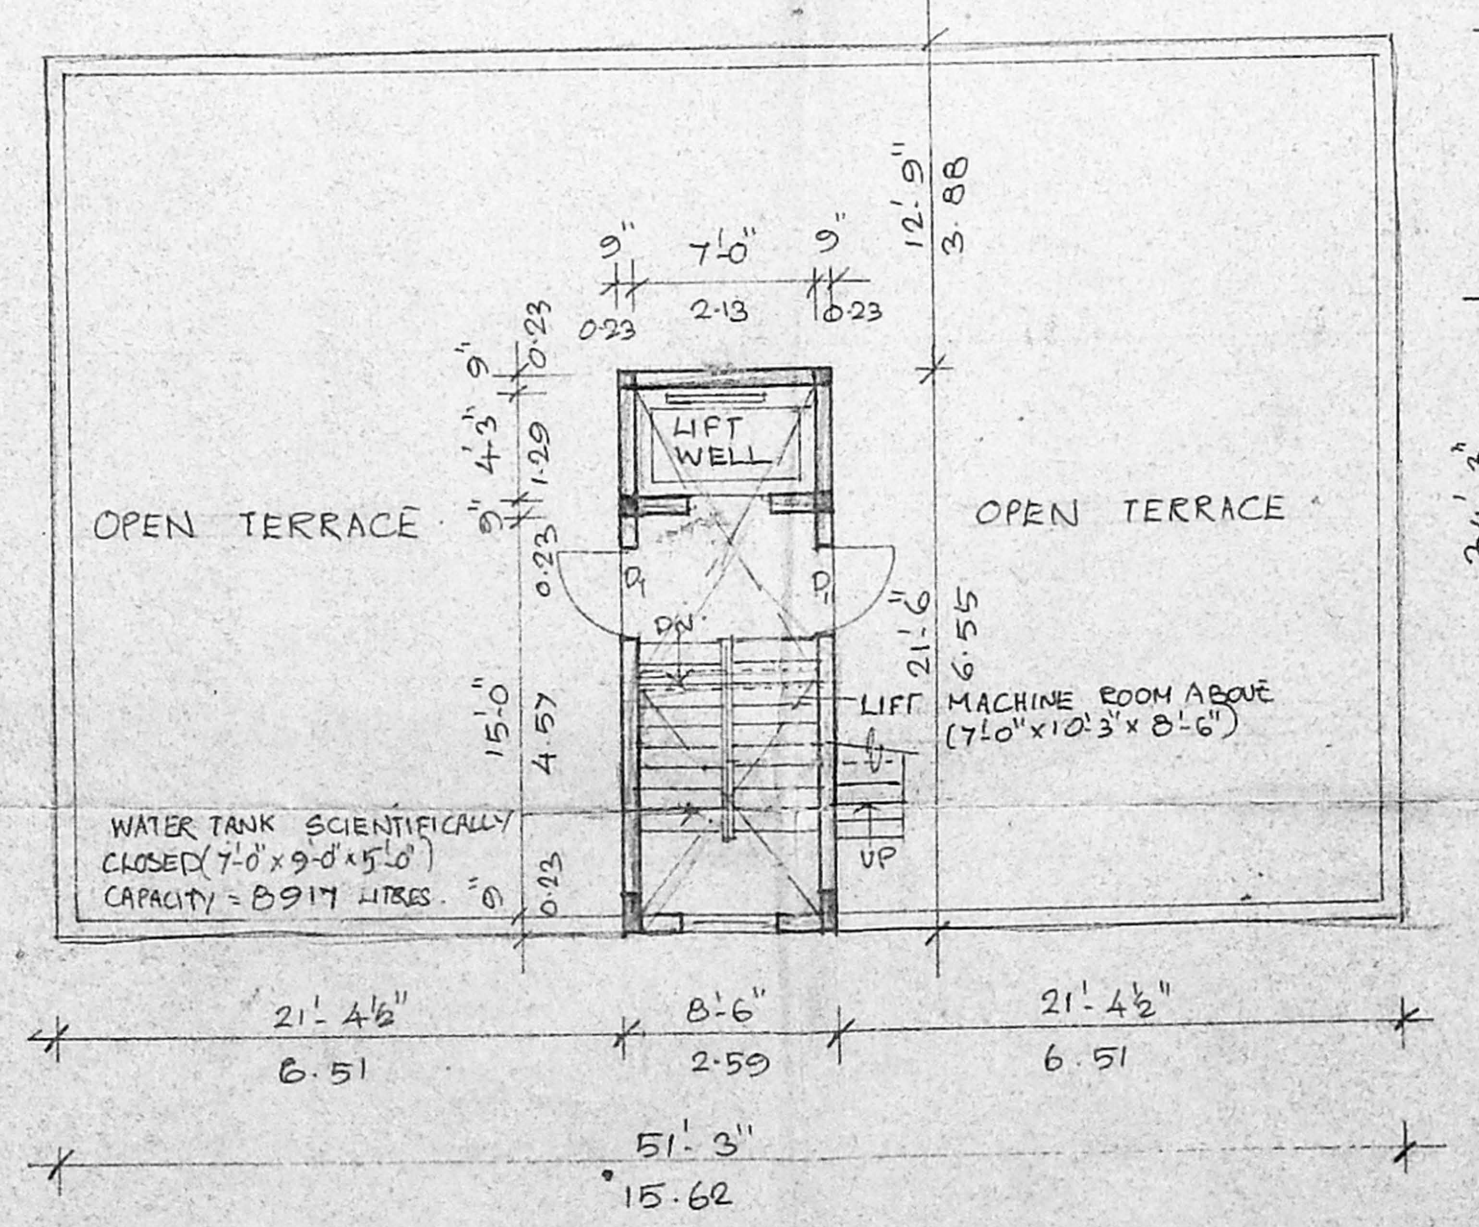 12'-9"
3.88
9" 7'-0" 9"
0.23 2.13 0.23
9" 0.23
4'-3" 1.29
9" 0.23
LIFT
WELL
OPEN TERRACE
OPEN TERRACE
D1 D1
DN.
21'-6"
6.55
15'-0" 4.57
LIFT MACHINE ROOM ABOVE
(7'-0"x10'-3"x 8'-6")
WATER TANK SCIENTIFICALLY
CLOSED(7'-0"x9'-0"x5'-0")
CAPACITY = 8917 LITRES.
9" 0.23
UP
21'-4½" 8'-6" 21'-4½"
6.51 2.59 6.51
51'-3"
15.62